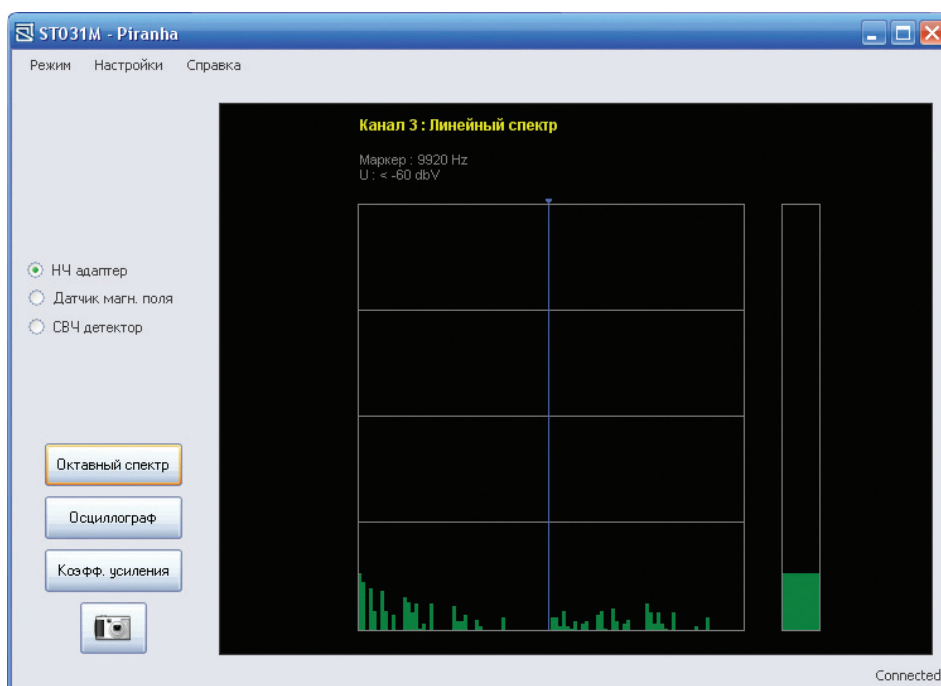 ST031M - Piranha
Режим Настройки Справка
Канал 3 : Линейный спектр
Маркер : 9920 Hz
U : < -60 dbV
НЧ адаптер
Датчик магн. поля
СВЧ детектор
Октавный спектр
Осциллограф
Коэфф. усиления
Connected